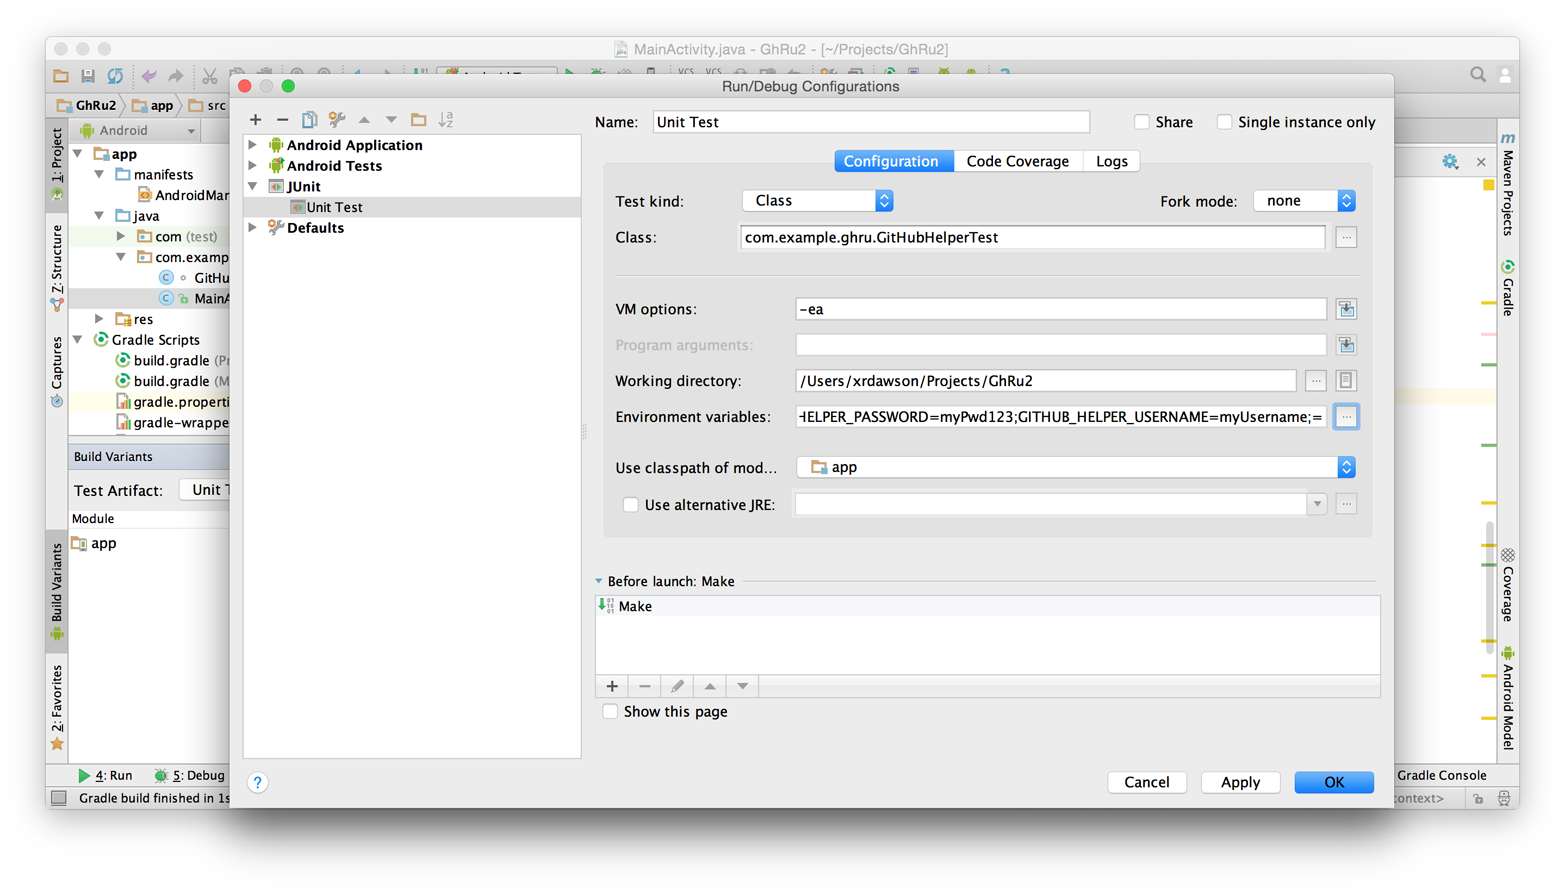 MainActivity.java - GhRu2 - [~/Projects/GhRu2]
GhRu2 app src
Run/Debug Configurations
1: Project
7: Structure
Captures
Build Variants
2: Favorites
Android
app
manifests
AndroidMar
java
com (test)
com.examp
GitHu
MainA
res
Gradle Scripts
build.gradle (P
build.gradle (M
gradle.properti
gradle-wrappe
Build Variants
Test Artifact: Unit T
Module
app
4: Run 5: Debug
Gradle build finished in 1s
Android Application
Android Tests
JUnit
Unit Test
Defaults
Name: Unit Test Share Single instance only
Configuration Code Coverage Logs
Test kind: Class Fork mode: none
Class: com.example.ghru.GitHubHelperTest
VM options: -ea
Program arguments:
Working directory: /Users/xrdawson/Projects/GhRu2
Environment variables: HELPER_PASSWORD=myPwd123;GITHUB_HELPER_USERNAME=myUsername;=
Use classpath of mod... app
Use alternative JRE:
Before launch: Make
Make
Show this page
? Cancel Apply OK
Maven Projects
Gradle
Coverage
Android Model
Gradle Console
context>